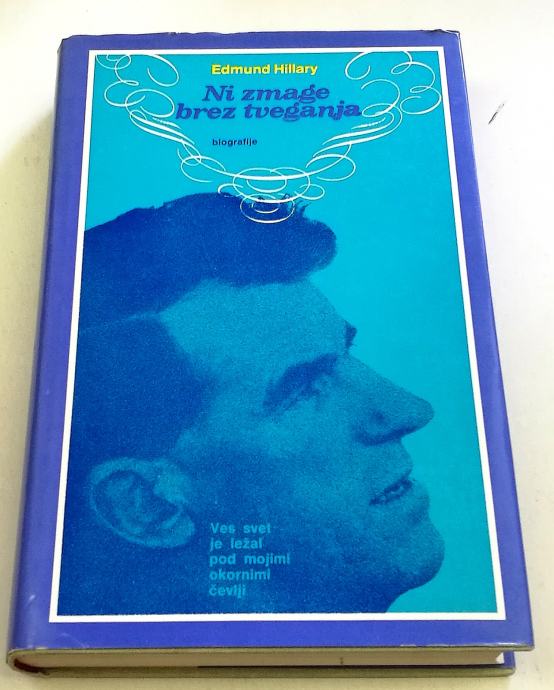 Edmund Hillary
Ni zmage
brez tveganja
biografije
Ves svet
je ležal
pod mojimi
okornimi
čevlji